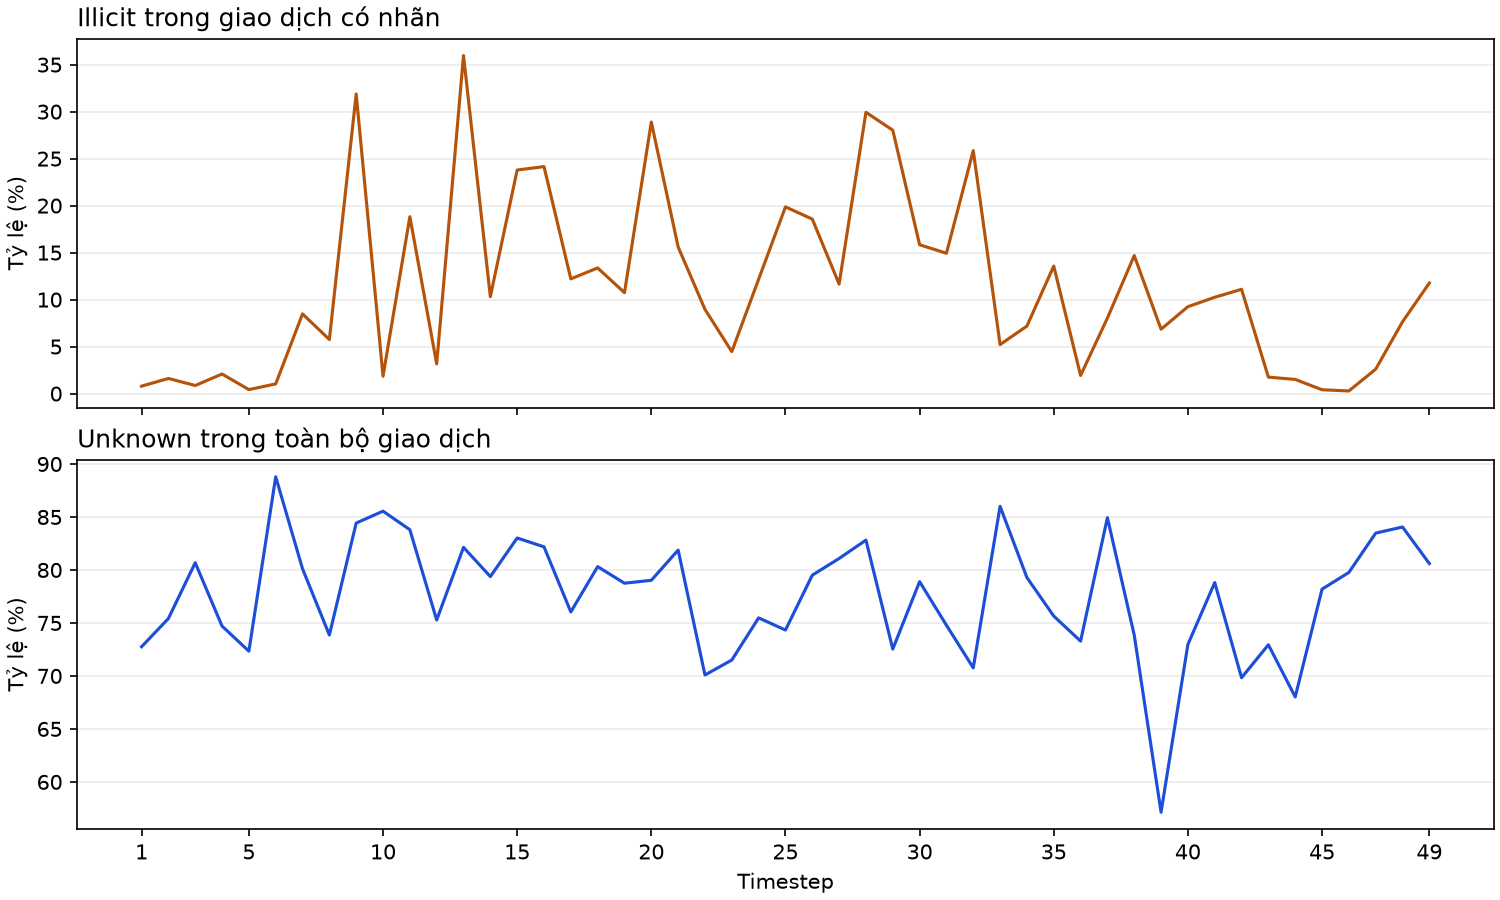 Illicit trong giao dịch có nhãn
35
30
25
20
15
10
5
0
Tỷ lệ (%)
Unknown trong toàn bộ giao dịch
90
85
80
75
70
65
60
Tỷ lệ (%)
1 5 10 15 20 25 30 35 40 45 49
Timestep